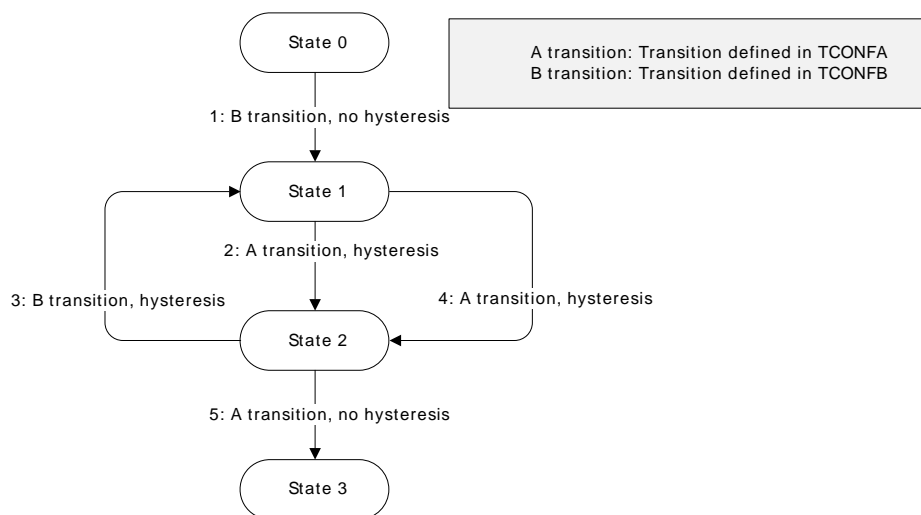 State 0
A transition: Transition defined in TCONFA
B transition: Transition defined in TCONFB
1: B transition, no hysteresis
State 1
2: A transition, hysteresis
3: B transition, hysteresis
4: A transition, hysteresis
State 2
5: A transition, no hysteresis
State 3